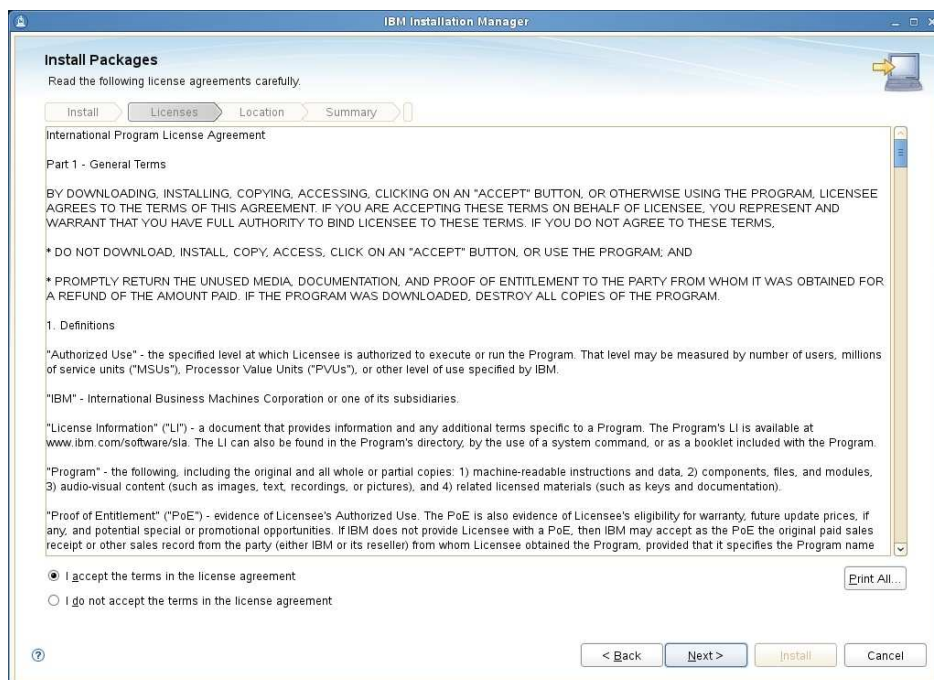 IBM Installation Manager
Install Packages
Read the following license agreements carefully.
Install
Licenses
Location
Summary
International Program License Agreement
Part 1 - General Terms
BY DOWNLOADING, INSTALLING, COPYING, ACCESSING, CLICKING ON AN "ACCEPT" BUTTON, OR OTHERWISE USING THE PROGRAM, LICENSEE
AGREES TO THE TERMS OF THIS AGREEMENT. IF YOU ARE ACCEPTING THESE TERMS ON BEHALF OF LICENSEE, YOU REPRESENT AND
WARRANT THAT YOU HAVE FULL AUTHORITY TO BIND LICENSEE TO THESE TERMS. IF YOU DO NOT AGREE TO THESE TERMS,
* DO NOT DOWNLOAD, INSTALL, COPY, ACCESS, CLICK ON AN "ACCEPT" BUTTON, OR USE THE PROGRAM; AND
* PROMPTLY RETURN THE UNUSED MEDIA, DOCUMENTATION, AND PROOF OF ENTITLEMENT TO THE PARTY FROM WHOM IT WAS OBTAINED FOR
A REFUND OF THE AMOUNT PAID. IF THE PROGRAM WAS DOWNLOADED, DESTROY ALL COPIES OF THE PROGRAM.
1. Definitions
"Authorized Use" - the specified level at which Licensee is authorized to execute or run the Program. That level may be measured by number of users, millions
of service units ("MSUs"), Processor Value Units ("PVUs"), or other level of use specified by IBM.
"IBM" - International Business Machines Corporation or one of its subsidiaries.
"License Information" ("LI") - a document that provides information and any additional terms specific to a Program. The Program's LI is available at
www.ibm.com/software/sla. The LI can also be found in the Program's directory, by the use of a system command, or as a booklet included with the Program.
"Program" - the following, including the original and all whole or partial copies: 1) machine-readable instructions and data, 2) components, files, and modules,
3) audio-visual content (such as images, text, recordings, or pictures), and 4) related licensed materials (such as keys and documentation).
"Proof of Entitlement" ("PoE") - evidence of Licensee's Authorized Use. The PoE is also evidence of Licensee's eligibility for warranty, future update prices, if
any, and potential special or promotional opportunities. If IBM does not provide Licensee with a PoE, then IBM may accept as the PoE the original paid sales
receipt or other sales record from the party (either IBM or its reseller) from whom Licensee obtained the Program, provided that it specifies the Program name
I accept the terms in the license agreement
Print All...
I do not accept the terms in the license agreement
< Back
Next >
Install
Cancel